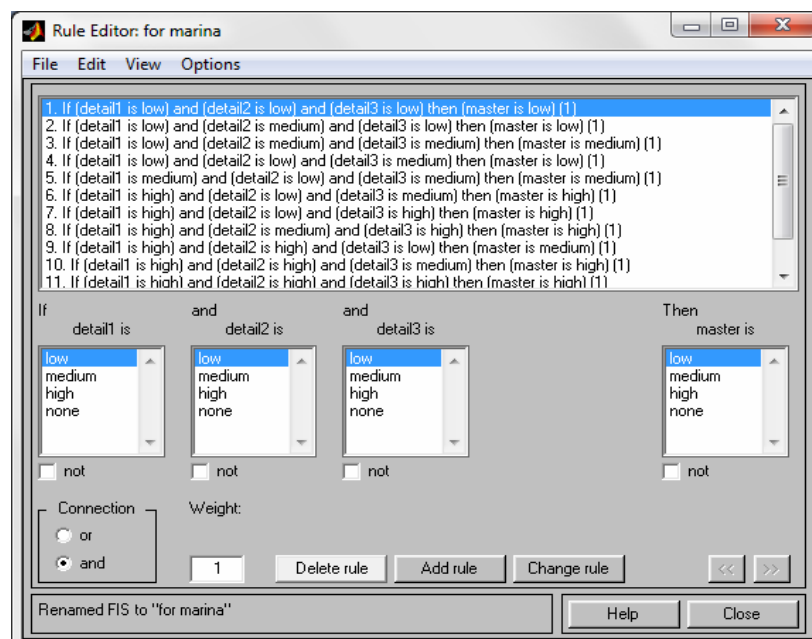 Rule Editor: for marina
File Edit View Options
1. If (detail1 is low) and (detail2 is low) and (detail3 is low) then (master is low) (1)
2. If (detail1 is low) and (detail2 is medium) and (detail3 is low) then (master is low) (1)
3. If (detail1 is low) and (detail2 is medium) and (detail3 is medium) then (master is medium) (1)
4. If (detail1 is low) and (detail2 is low) and (detail3 is medium) then (master is low) (1)
5. If (detail1 is medium) and (detail2 is low) and (detail3 is medium) then (master is medium) (1)
6. If (detail1 is high) and (detail2 is low) and (detail3 is medium) then (master is high) (1)
7. If (detail1 is high) and (detail2 is low) and (detail3 is high) then (master is high) (1)
8. If (detail1 is high) and (detail2 is medium) and (detail3 is high) then (master is high) (1)
9. If (detail1 is high) and (detail2 is high) and (detail3 is low) then (master is medium) (1)
10. If (detail1 is high) and (detail2 is high) and (detail3 is medium) then (master is high) (1)
11. If (detail1 is high) and (detail2 is high) and (detail3 is high) then (master is high) (1)
If and and Then
detail1 is detail2 is detail3 is master is
low low low low
medium medium medium medium
high high high high
none none none none
not not not not
Connection Weight:
or
and 1 Delete rule Add rule Change rule << >>
Renamed FIS to "for marina" Help Close